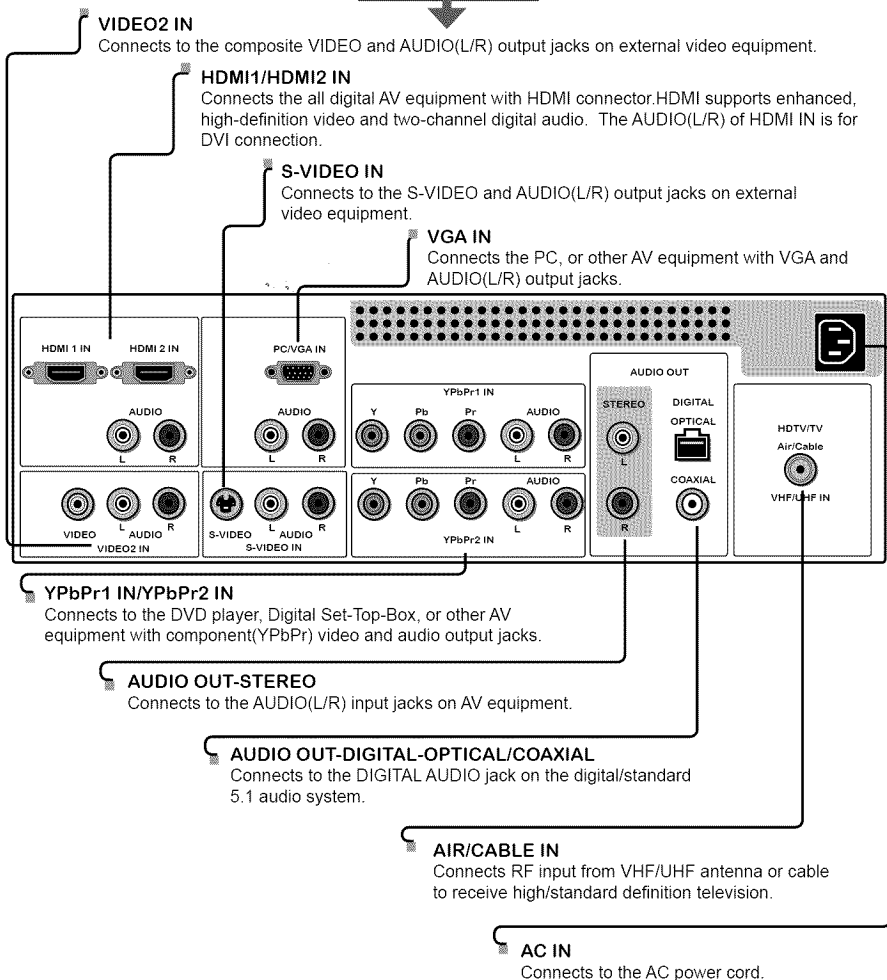 VIDEO2 IN
Connects to the composite VIDEO and AUDIO(L/R) output jacks on external video equipment.
HDMI1/HDMI2 IN
Connects the all digital AV equipment with HDMI connector.HDMI supports enhanced,
high-definition video and two-channel digital audio. The AUDIO(L/R) of HDMI IN is for
DVI connection.
S-VIDEO IN
Connects to the S-VIDEO and AUDIO(L/R) output jacks on external
video equipment.
VGA IN
Connects the PC, or other AV equipment with VGA and
AUDIO(L/R) output jacks.
HDMI 1 IN
HDMI 2 IN
AUDIO
L
R
PC/VGA IN
AUDIO
L
R
YPbPr1 IN
Y
Pb
Pr
AUDIO
L
R
AUDIO OUT
STEREO
L
R
DIGITAL
OPTICAL
COAXIAL
HDTV/TV
Air/Cable
VHF/UHF IN
VIDEO
L
AUDIO
R
VIDEO2 IN
S-VIDEO
L
AUDIO
R
S-VIDEO IN
Y
Pb
Pr
AUDIO
L
R
YPbPr2 IN
YPbPr1 IN/YPbPr2 IN
Connects to the DVD player, Digital Set-Top-Box, or other AV
equipment with component(YPbPr) video and audio output jacks.
AUDIO OUT-STEREO
Connects to the AUDIO(L/R) input jacks on AV equipment.
AUDIO OUT-DIGITAL-OPTICAL/COAXIAL
Connects to the DIGITAL AUDIO jack on the digital/standard
5.1 audio system.
AIR/CABLE IN
Connects RF input from VHF/UHF antenna or cable
to receive high/standard definition television.
AC IN
Connects to the AC power cord.